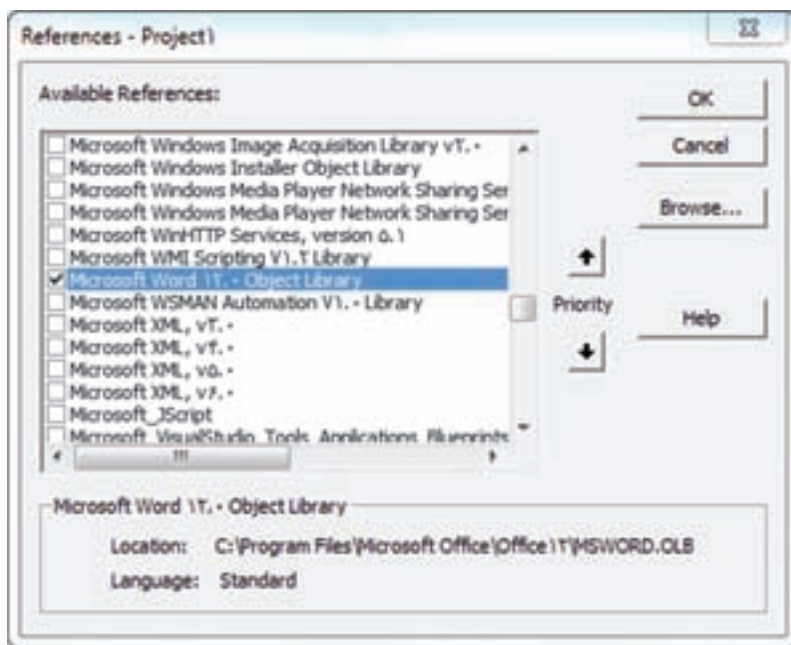 References - Project۱
Available References:
Microsoft Windows Image Acquisition Library v۲.۰
Microsoft Windows Installer Object Library
Microsoft Windows Media Player Network Sharing Ser
Microsoft Windows Media Player Network Sharing Ser
Microsoft WinHTTP Services, version ۵.۱
Microsoft WMI Scripting V۱.۲ Library
Microsoft Word ۱۲.۰ Object Library
Microsoft WSMAN Automation V۱.۰ Library
Microsoft XML, v۳.۰
Microsoft XML, v۴.۰
Microsoft XML, v۵.۰
Microsoft XML, v۶.۰
Microsoft_JScript
Microsoft_VisualStudio_Tools_Applications_Blueprints
OK
Cancel
Browse...
Priority
Help
Microsoft Word ۱۲.۰ Object Library
Location: C:\Program Files\Microsoft Office\Office۱۲\MSWORD.OLB
Language: Standard